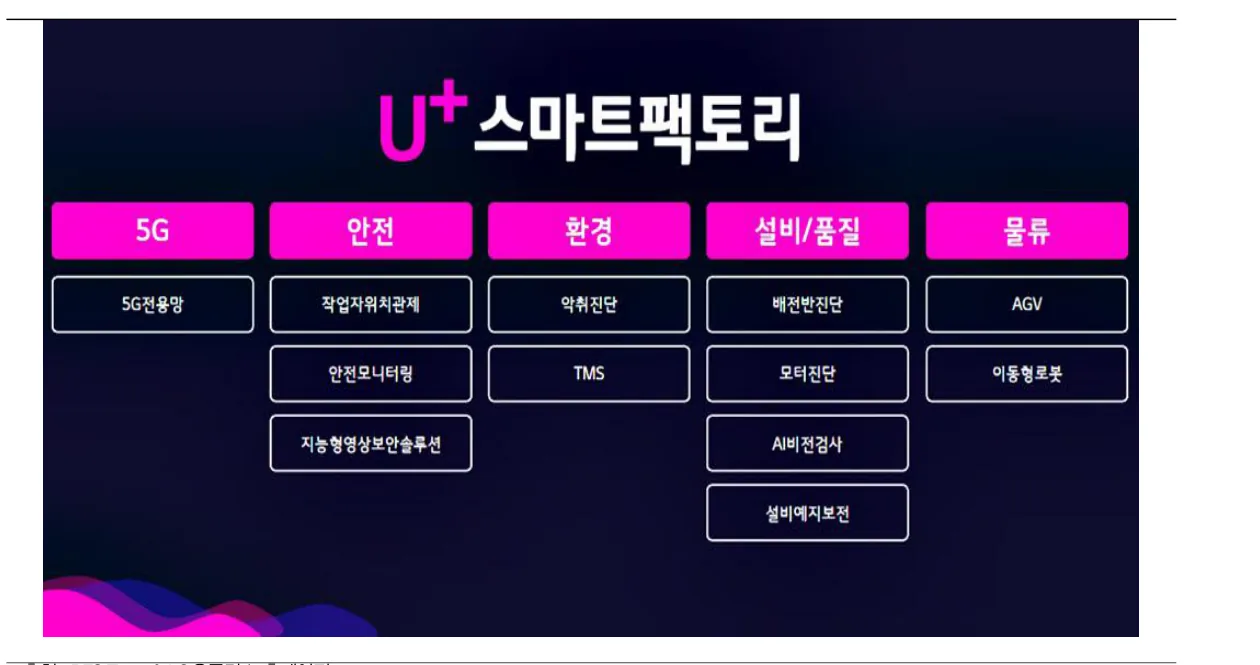 U+스마트팩토리
5G
안전
환경
설비/품질
물류
5G전용망
작업자위치관제
악취진단
배전반진단
AGV
안전모니터링
TMS
모터진단
이동형로봇
지능형영상보안솔루션
AI비전검사
설비예지보전